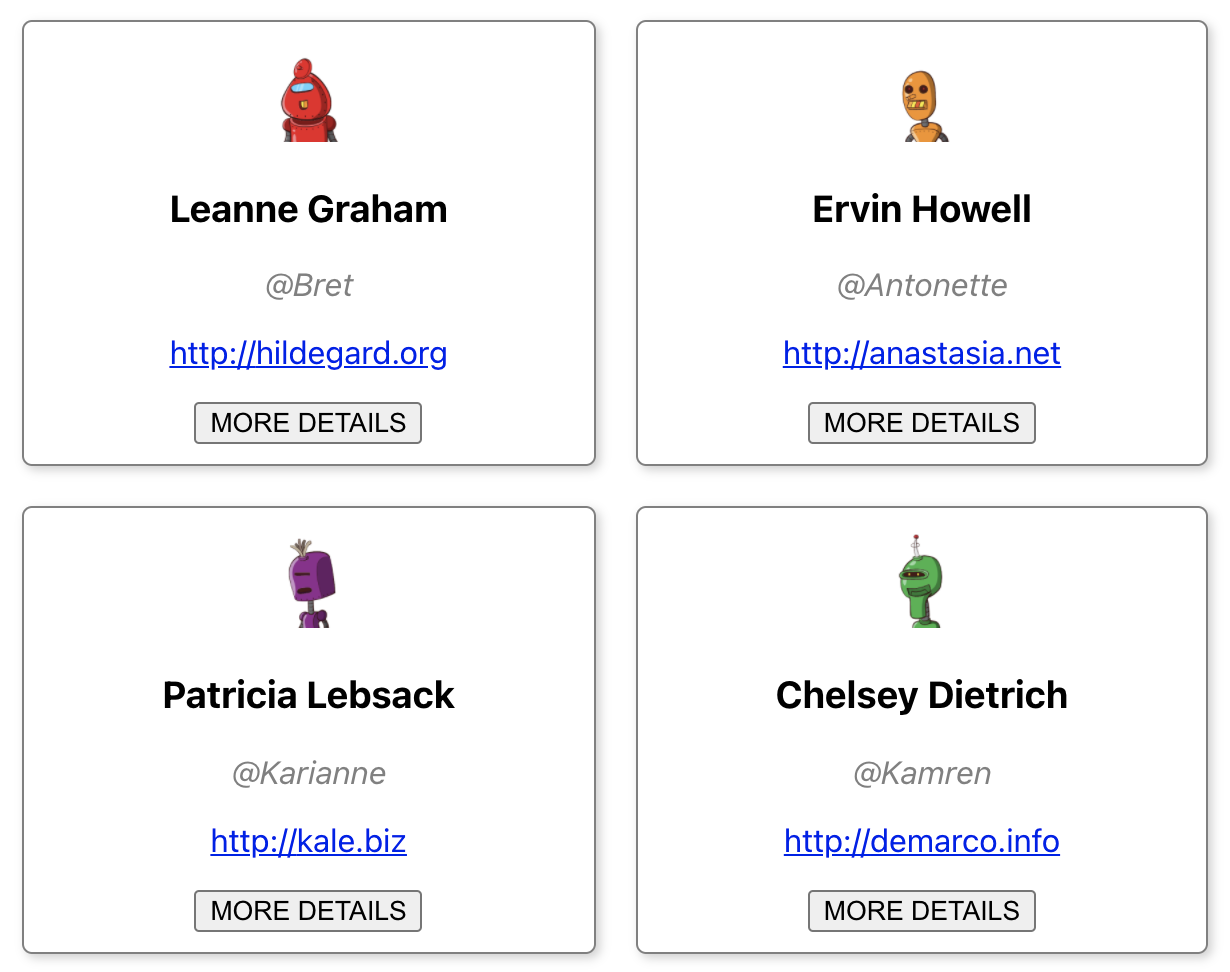 Leanne Graham
@Bret
http://hildegard.org
MORE DETAILS
Ervin Howell
@Antonette
http://anastasia.net
MORE DETAILS
Patricia Lebsack
@Karianne
http://kale.biz
MORE DETAILS
Chelsey Dietrich
@Kamren
http://demarco.info
MORE DETAILS